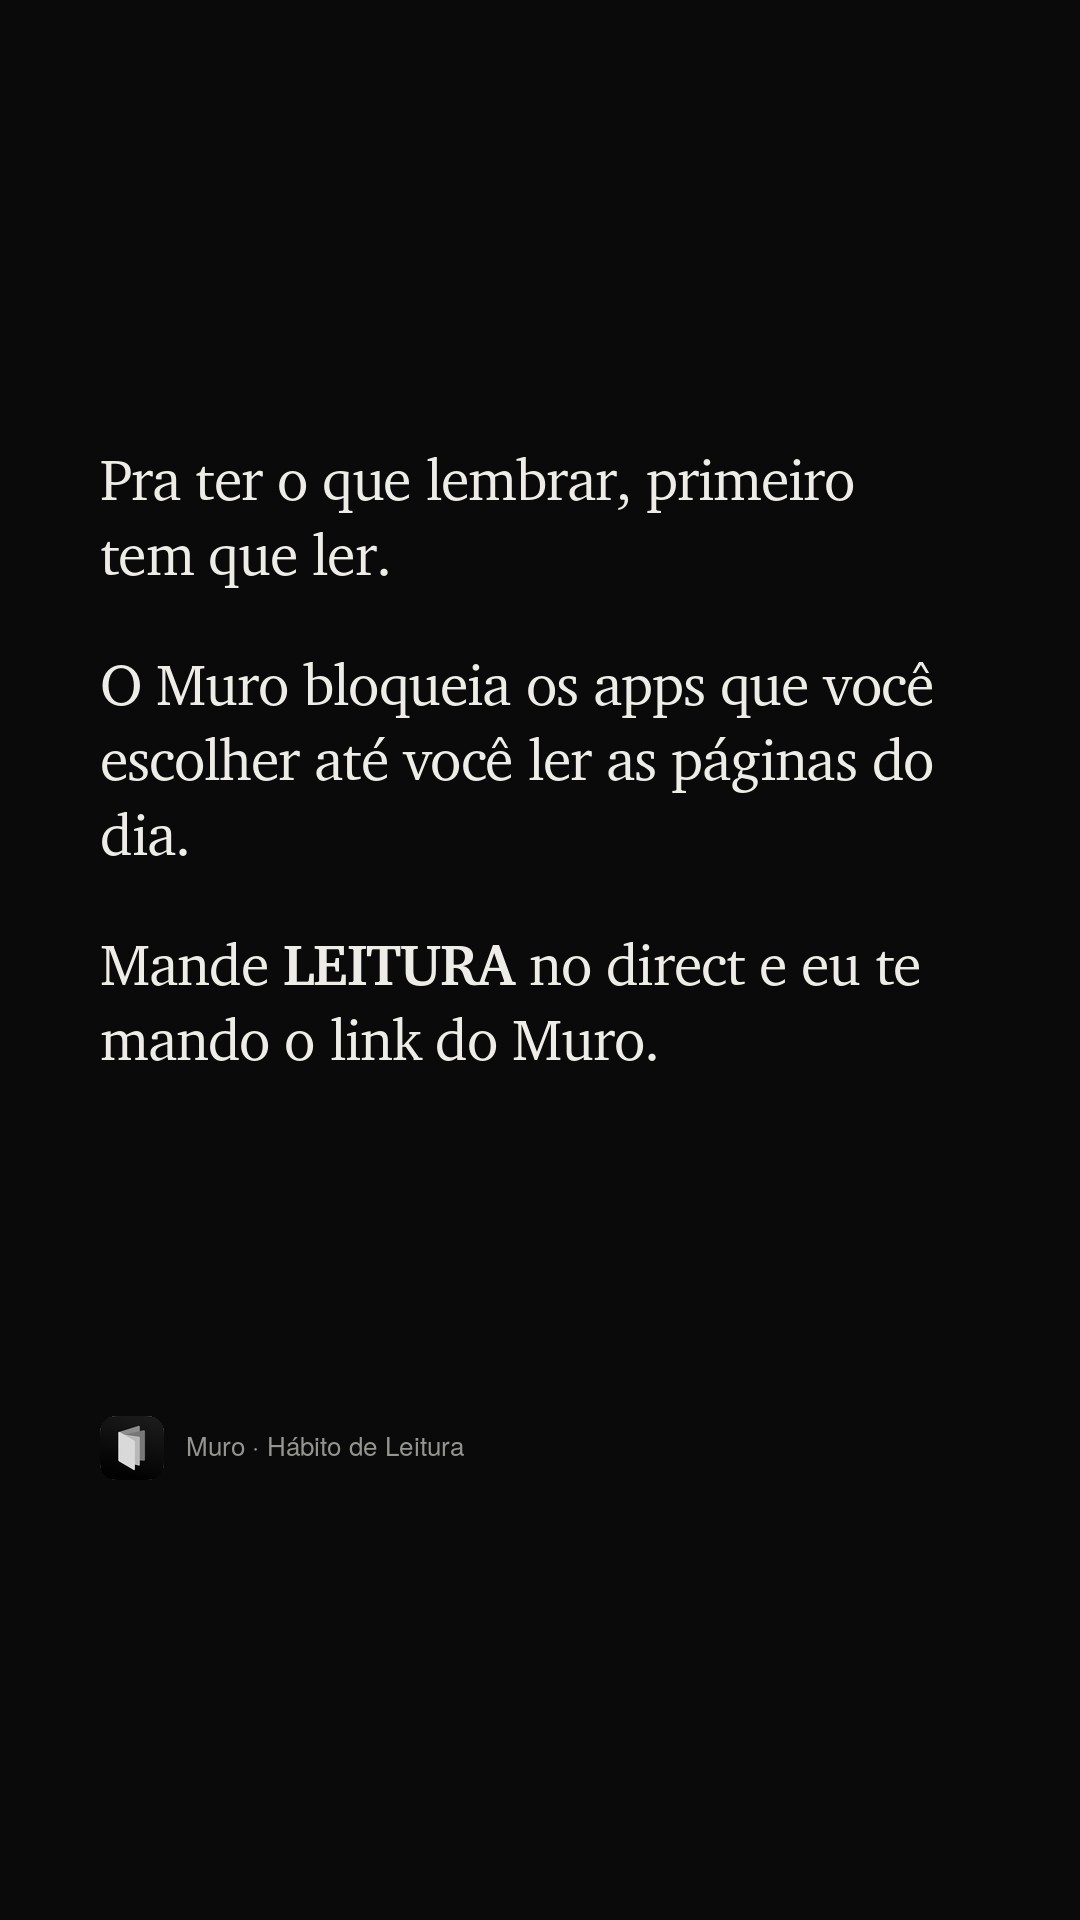 Pra ter o que lembrar, primeiro
tem que ler.
O Muro bloqueia os apps que você
escolher até você ler as páginas do
dia.
Mande LEITURA no direct e eu te
mando o link do Muro.
Muro · Hábito de Leitura